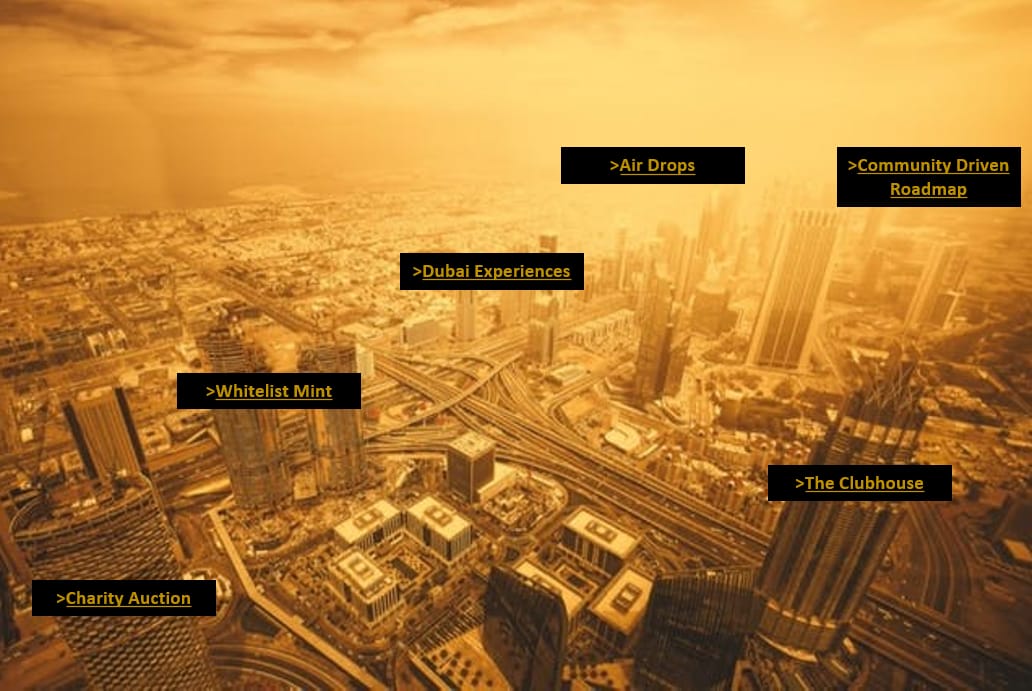 >Air Drops
>Community Driven
Roadmap
>Dubai Experiences
>Whitelist Mint
>The Clubhouse
>Charity Auction